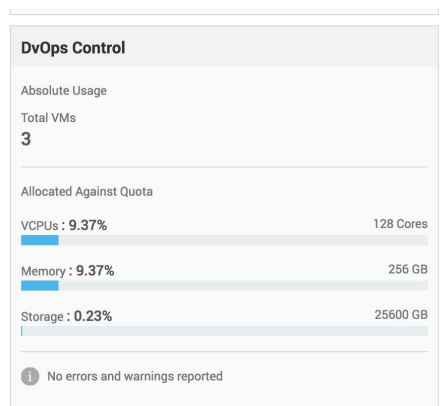 DvOps Control
Absolute Usage
Total VMs
3
Allocated Against Quota
VCPUs : 9.37% 128 Cores
Memory : 9.37% 256 GB
Storage : 0.23% 25600 GB
i No errors and warnings reported